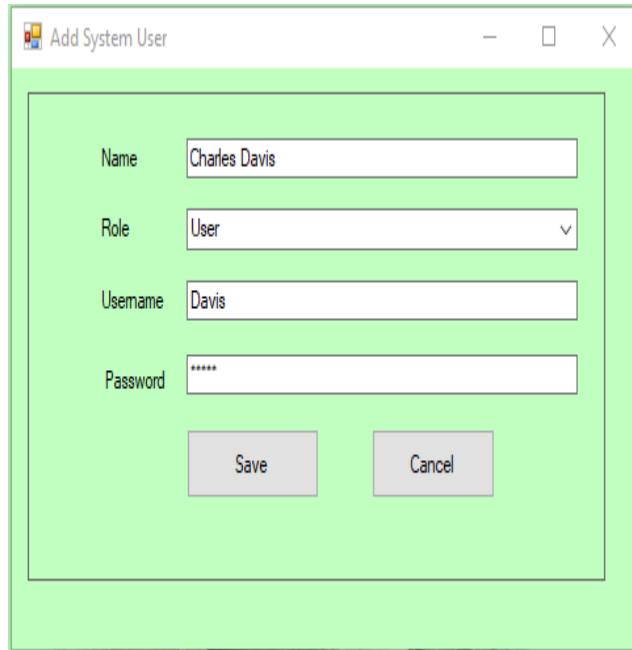 Add System User
Name Charles Davis
Role User
Username Davis
Password *****
Save Cancel